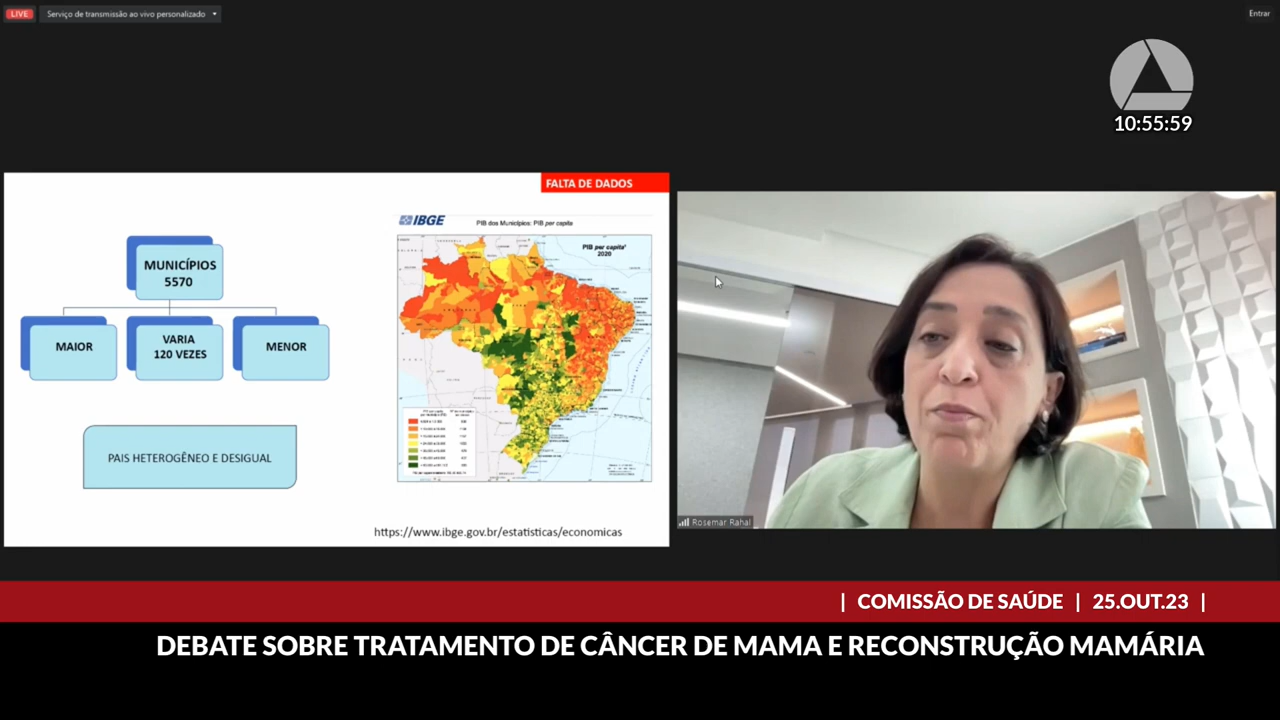 LIVE
Serviço de transmissão ao vivo personalizado
Entrar
10:55:59
FALTA DE DADOS
IBGE
PIB dos Municípios: PIB per capita
PIB per capita¹
2020
MUNICÍPIOS
5570
MAIOR
VARIA
120 VEZES
MENOR
PAIS HETEROGÊNEO E DESIGUAL
https://www.ibge.gov.br/estatisticas/economicas
Rosemar Rahal
| COMISSÃO DE SAÚDE | 25.OUT.23 |
DEBATE SOBRE TRATAMENTO DE CÂNCER DE MAMA E RECONSTRUÇÃO MAMÁRIA